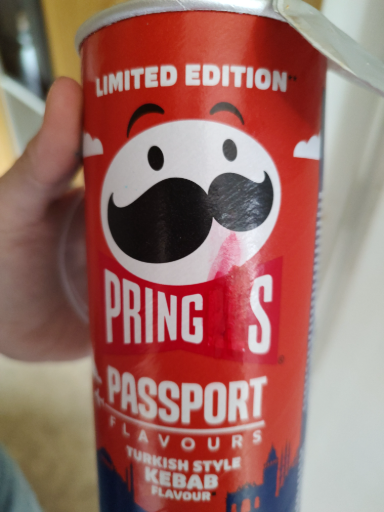 LIMITED EDITION
PRING S
PASSPORT
FLAVOURS
TURKISH STYLE
KEBAB
FLAVOUR